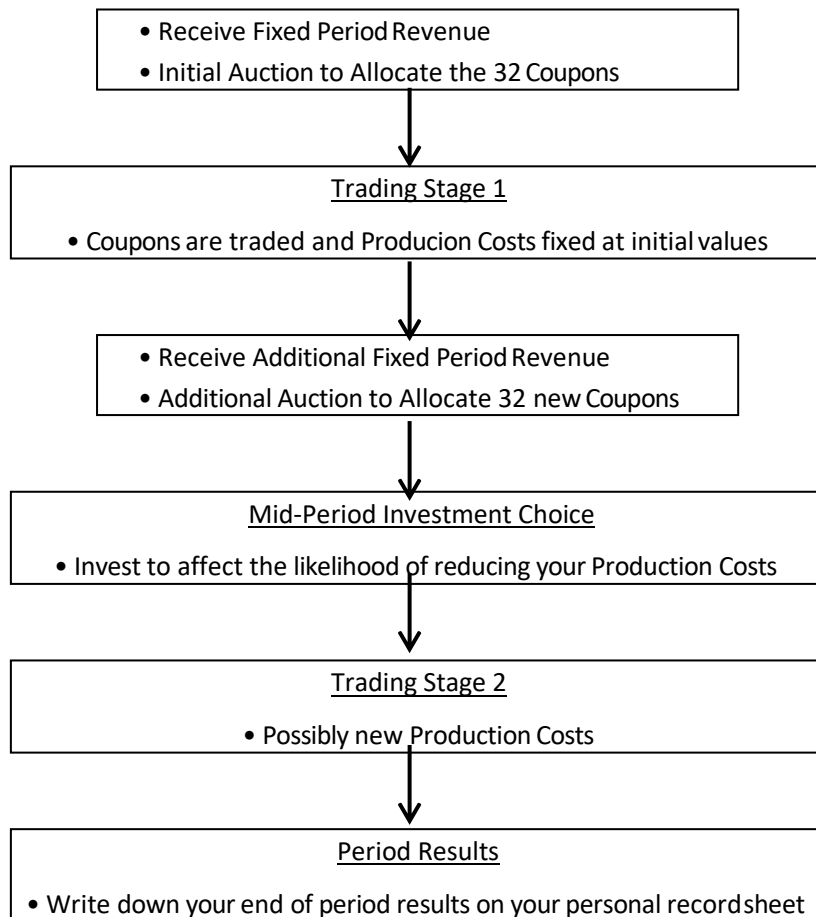 • Receive Fixed Period Revenue
• Initial Auction to Allocate the 32 Coupons
Trading Stage 1
• Coupons are traded and Producion Costs fixed at initial values
• Receive Additional Fixed Period Revenue
• Additional Auction to Allocate 32 new Coupons
Mid-Period Investment Choice
• Invest to affect the likelihood of reducing your Production Costs
Trading Stage 2
• Possibly new Production Costs
Period Results
• Write down your end of period results on your personal recordsheet